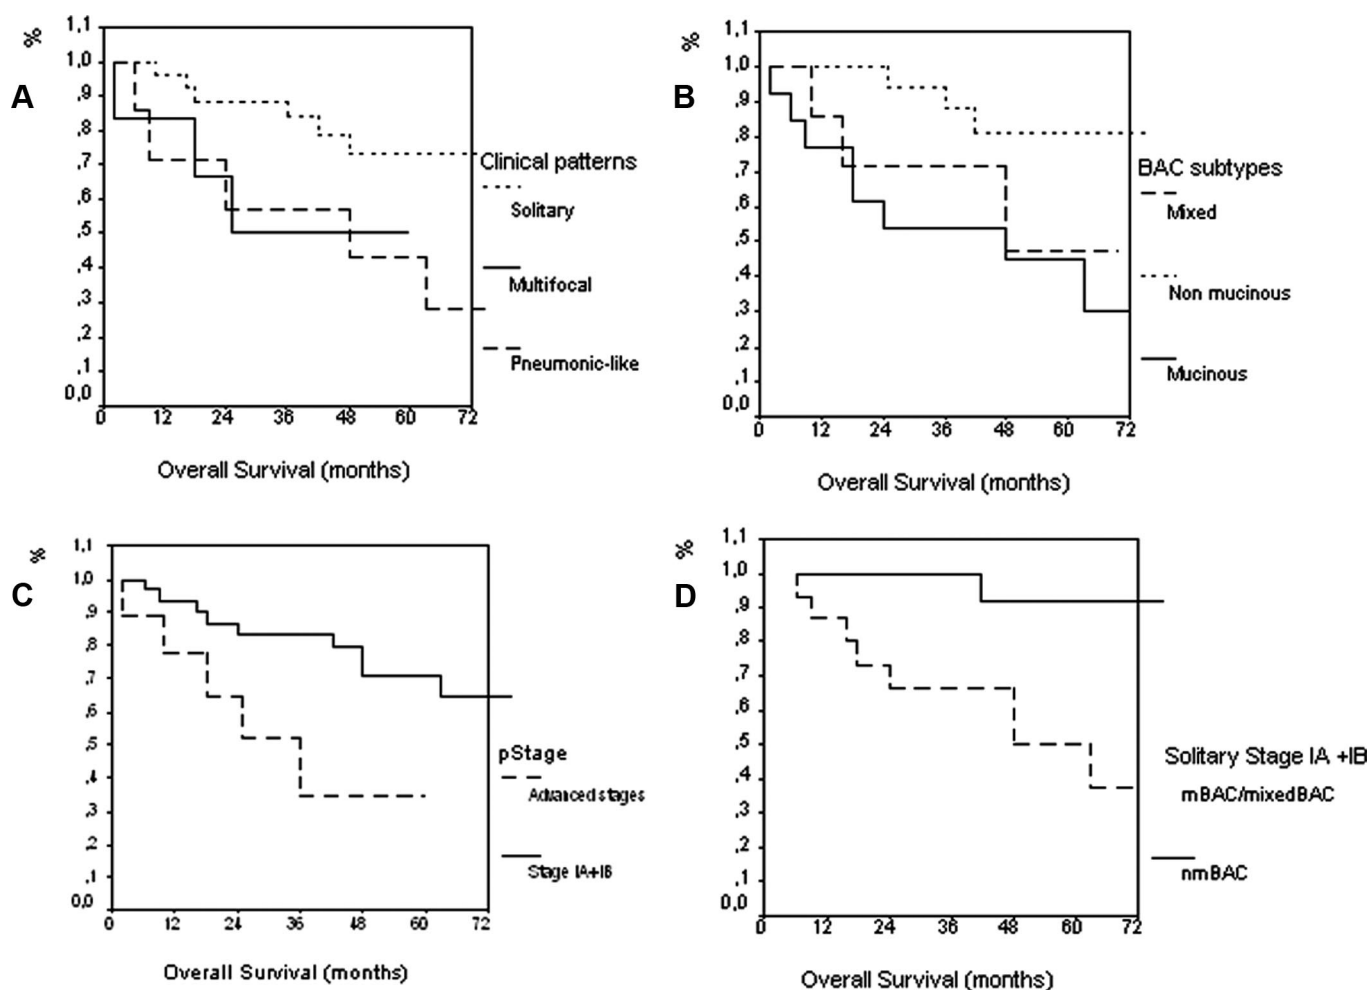 A
%
1,1
1,0
,9
,8
,7
,6
,5
,4
,3
,2
,1
0,0
0 12 24 36 48 60 72
Overall Survival (months)
Clinical patterns
Solitary
Multifocal
Pneumonic-like
B
%
1,1
1,0
,9
,8
,7
,6
,5
,4
,3
,2
,1
0,0
0 12 24 36 48 60 72
Overall Survival (months)
BAC subtypes
Mixed
Non mucinous
Mucinous
C
%
1,1
1,0
,9
,8
,7
,6
,5
,4
,3
,2
,1
0,0
0 12 24 36 48 60 72
Overall Survival (months)
pStage
Advanced stages
Stage IA+IB
D
%
1,1
1,0
,9
,8
,7
,6
,5
,4
,3
,2
,1
0,0
0 12 24 36 48 60 72
Overall Survival (months)
Solitary Stage IA +IB
mBAC/mixedBAC
nmBAC